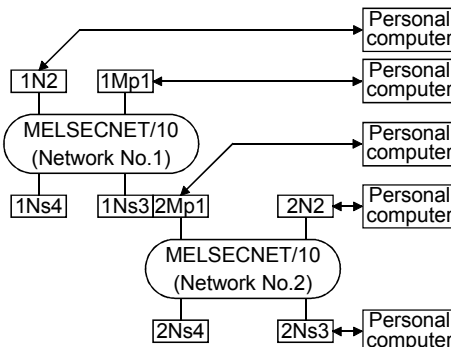 Personal
computer
1N2
1Mp1
Personal
computer
MELSECNET/10
(Network No.1)
Personal
computer
1Ns4
1Ns3
2Mp1
2N2
Personal
computer
MELSECNET/10
(Network No.2)
2Ns4
2Ns3
Personal
computer